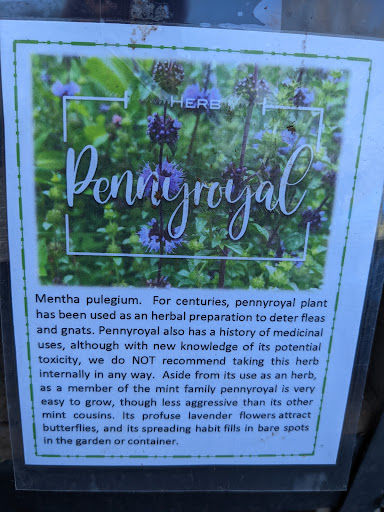 HERB
Pennyroyal
Mentha pulegium. For centuries, pennyroyal plant
has been used as an herbal preparation to deter fleas
and gnats. Pennyroyal also has a history of medicinal
uses, although with new knowledge of its potential
toxicity, we do NOT recommend taking this herb
internally in any way. Aside from its use as an herb,
as a member of the mint family pennyroyal is very
easy to grow, though less aggressive than its other
mint cousins. Its profuse lavender flowers attract
butterflies, and its spreading habit fills in bare spots
in the garden or container.